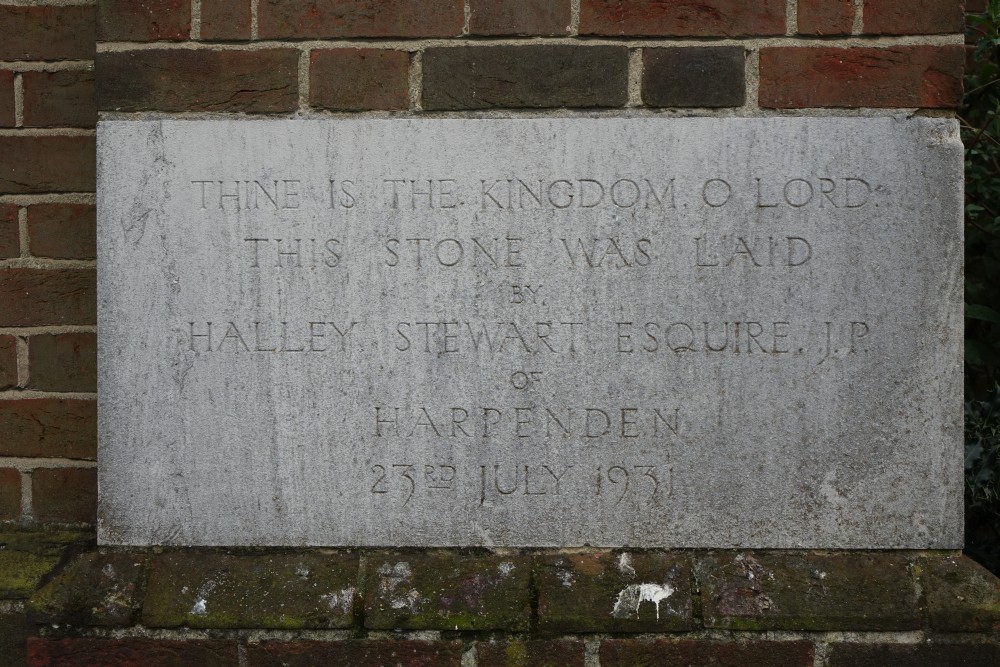 THINE IS THE KINGDOM, O LORD:
THIS STONE WAS LAID
BY
HALLEY STEWART ESQUIRE, J.P.
OF
HARPENDEN
23RD JULY 1931